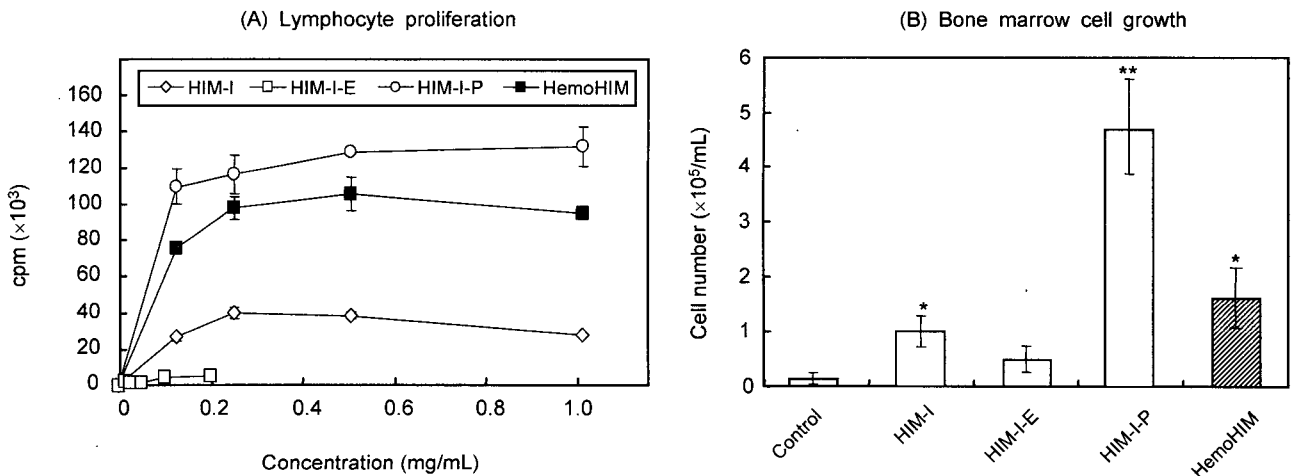 (A) Lymphocyte proliferation
HIM-I HIM-I-E HIM-I-P HemoHIM
160
140
120
100
80
60
40
20
0
cpm (×10³)
0 0.2 0.4 0.6 0.8 1.0
Concentration (mg/mL)
(B) Bone marrow cell growth
6
5
4
3
2
1
0
Cell number (×10⁵/mL)
*
**
*
Control HIM-I HIM-I-E HIM-I-P HemoHIM